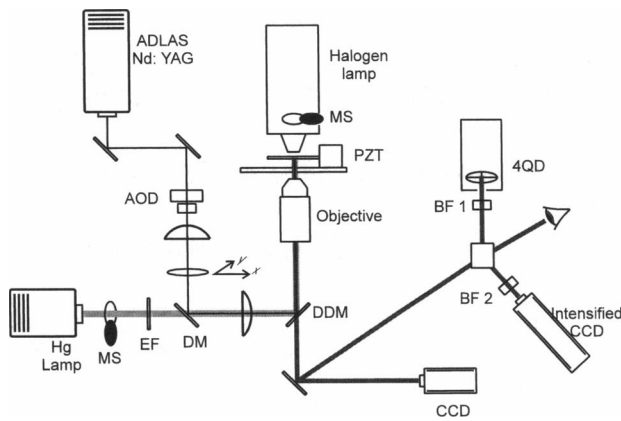 ADLAS
Nd: YAG
Halogen
lamp
MS
PZT
4QD
AOD
BF 1
Objective
y
x
BF 2
DDM
Intensified
CCD
Hg
Lamp
MS
EF
DM
CCD